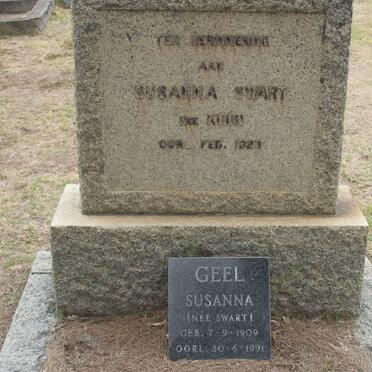 TER HERINNERING
AAN
SUSANNA SWART
NEE KUHN
OORL. FEB. 1923
GEEL
SUSANNA
(NÉE SWART)
GEB. 7-9-1909
OORL. 30-6-1991